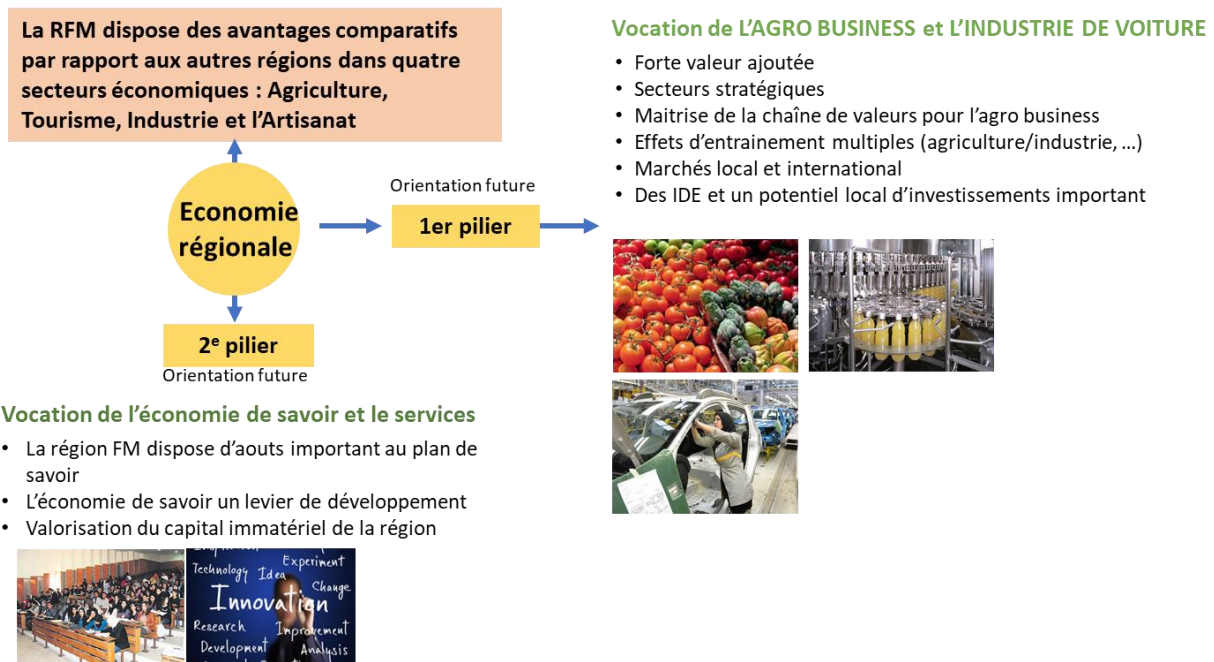 La RFM dispose des avantages comparatifs
par rapport aux autres régions dans quatre
secteurs économiques : Agriculture,
Tourisme, Industrie et l’Artisanat
Economie
régionale
Orientation future
1er pilier
Vocation de L’AGRO BUSINESS et L’INDUSTRIE DE VOITURE
• Forte valeur ajoutée
• Secteurs stratégiques
• Maitrise de la chaîne de valeurs pour l’agro business
• Effets d’entrainement multiples (agriculture/industrie, …)
• Marchés local et international
• Des IDE et un potentiel local d’investissements important
2e pilier
Orientation future
Vocation de l’économie de savoir et le services
• La région FM dispose d’aouts important au plan de
savoir
• L’économie de savoir un levier de développement
• Valorisation du capital immatériel de la région
Technology Idea Experiment
Change
Innovation
Research Improvement
Development Analysis